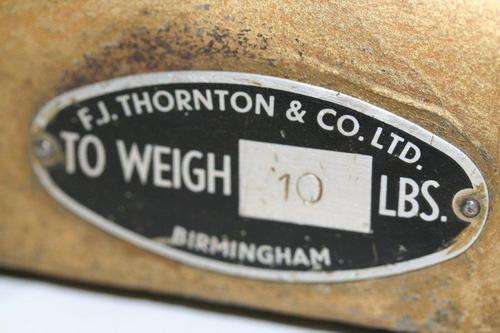 F.J. THORNTON & CO. LTD.
TO WEIGH 10 LBS.
BIRMINGHAM